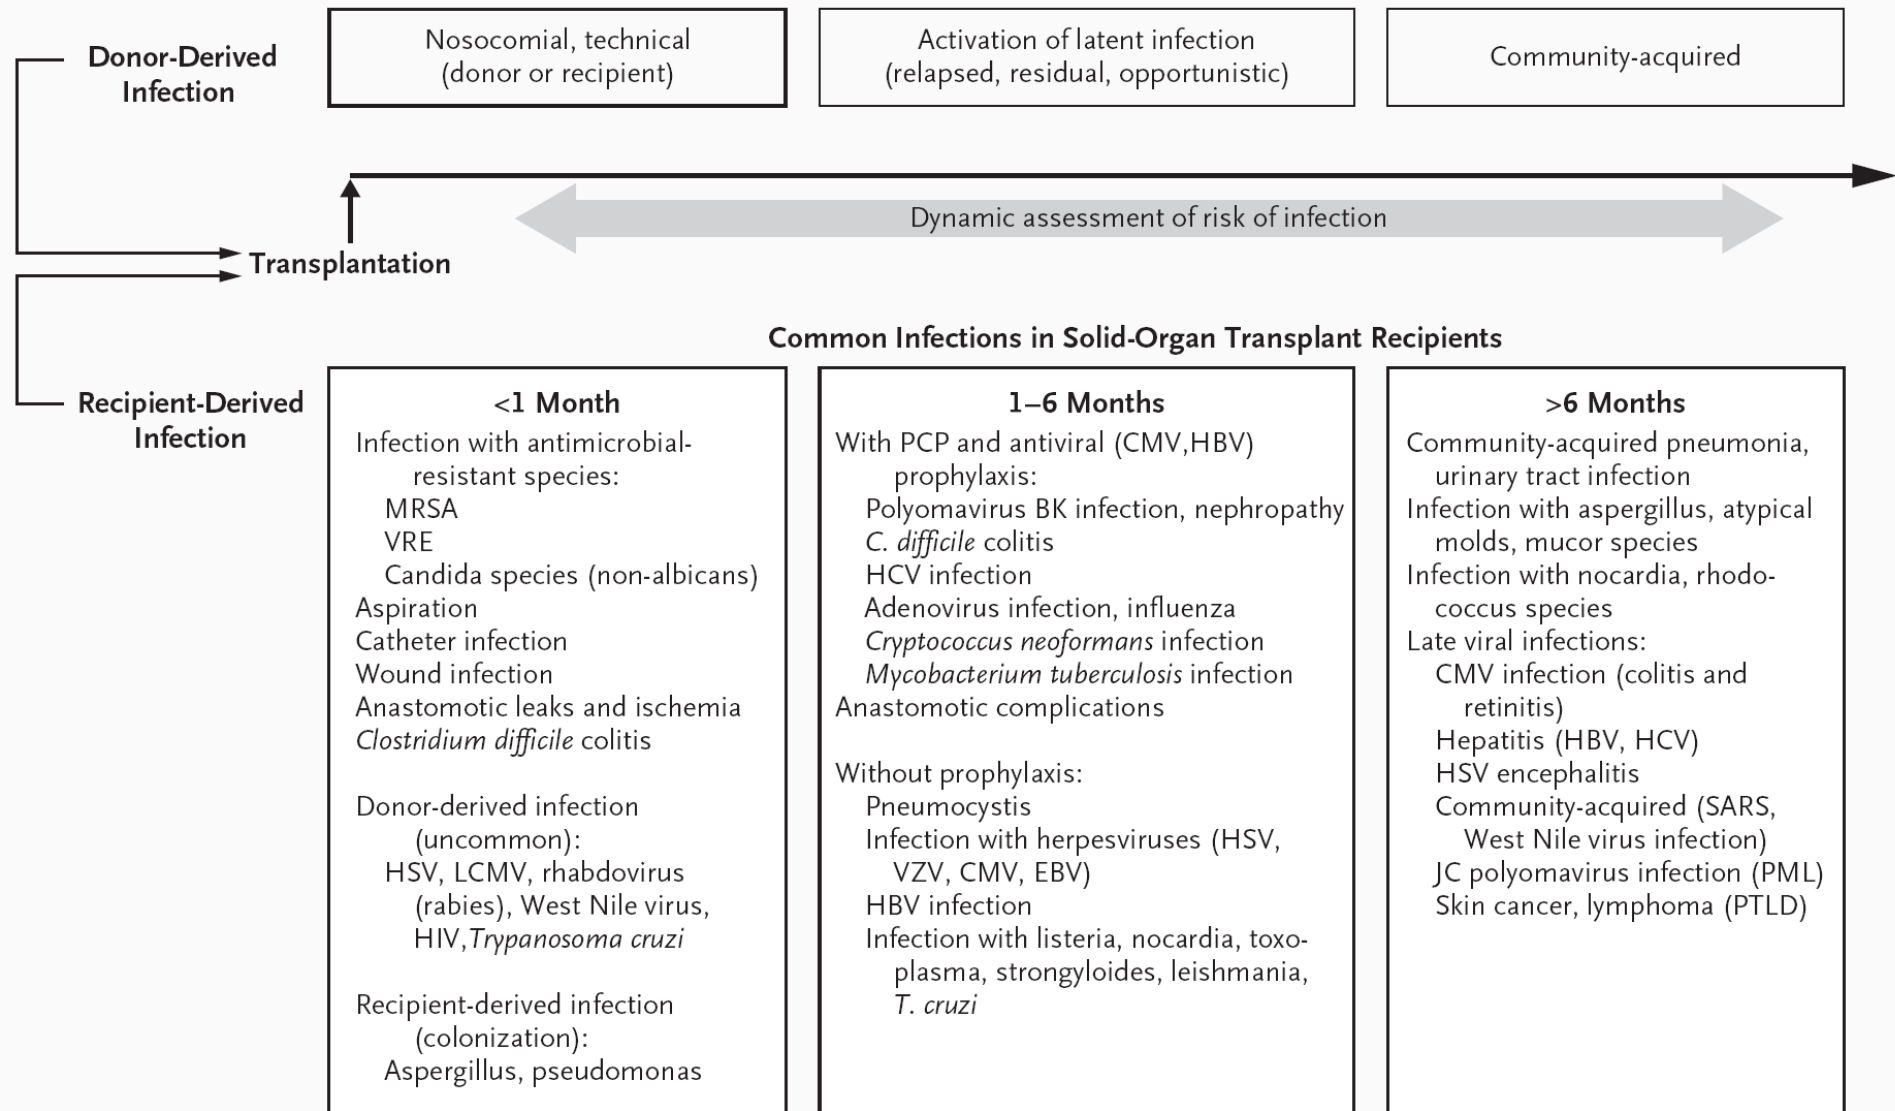 Donor-Derived
Infection
Nosocomial, technical
(donor or recipient)
Activation of latent infection
(relapsed, residual, opportunistic)
Community-acquired
Dynamic assessment of risk of infection
Transplantation
Common Infections in Solid-Organ Transplant Recipients
Recipient-Derived
Infection
<1 Month
Infection with antimicrobial-
resistant species:
MRSA
VRE
Candida species (non-albicans)
Aspiration
Catheter infection
Wound infection
Anastomotic leaks and ischemia
Clostridium difficile colitis
Donor-derived infection
(uncommon):
HSV, LCMV, rhabdovirus
(rabies), West Nile virus,
HIV,Trypanosoma cruzi
Recipient-derived infection
(colonization):
Aspergillus, pseudomonas
1–6 Months
With PCP and antiviral (CMV,HBV)
prophylaxis:
Polyomavirus BK infection, nephropathy
C. difficile colitis
HCV infection
Adenovirus infection, influenza
Cryptococcus neoformans infection
Mycobacterium tuberculosis infection
Anastomotic complications
Without prophylaxis:
Pneumocystis
Infection with herpesviruses (HSV,
VZV, CMV, EBV)
HBV infection
Infection with listeria, nocardia, toxo-
plasma, strongyloides, leishmania,
T. cruzi
>6 Months
Community-acquired pneumonia,
urinary tract infection
Infection with aspergillus, atypical
molds, mucor species
Infection with nocardia, rhodo-
coccus species
Late viral infections:
CMV infection (colitis and
retinitis)
Hepatitis (HBV, HCV)
HSV encephalitis
Community-acquired (SARS,
West Nile virus infection)
JC polyomavirus infection (PML)
Skin cancer, lymphoma (PTLD)